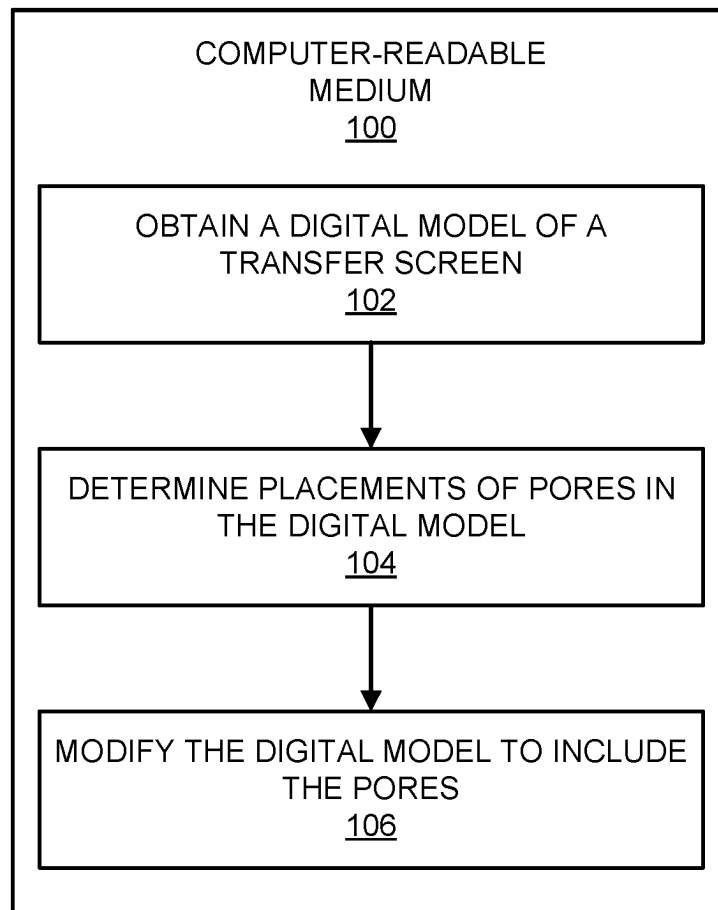 COMPUTER-READABLE
MEDIUM
100
OBTAIN A DIGITAL MODEL OF A
TRANSFER SCREEN
102
DETERMINE PLACEMENTS OF PORES IN
THE DIGITAL MODEL
104
MODIFY THE DIGITAL MODEL TO INCLUDE
THE PORES
106